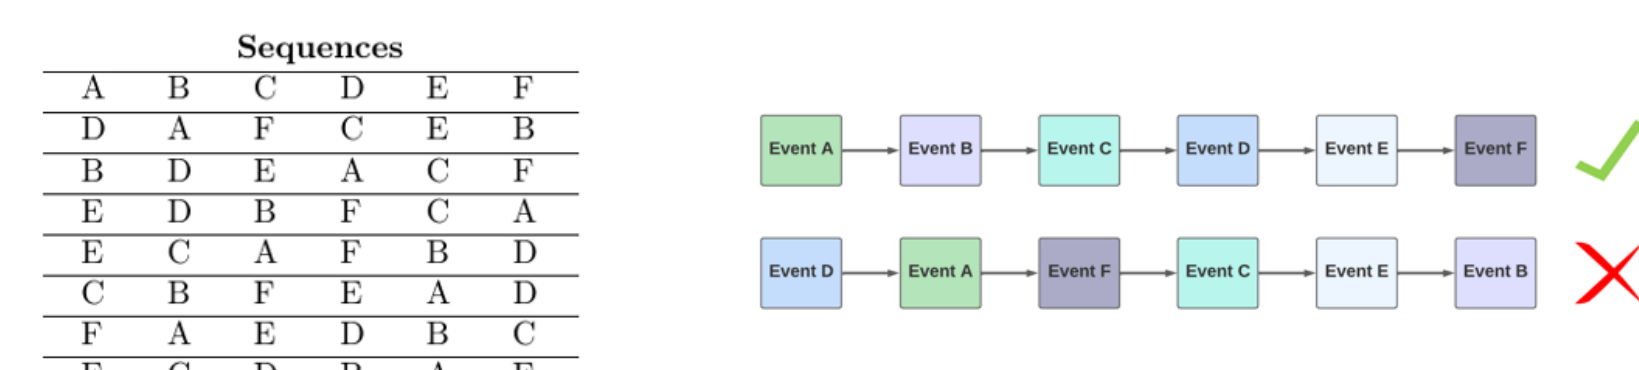 Sequences
A B C D E F
D A F C E B
B D E A C F
E D B F C A
E C A F B D
C B F E A D
F A E D B C
Event A Event B Event C Event D Event E Event F
Event D Event A Event F Event C Event E Event B